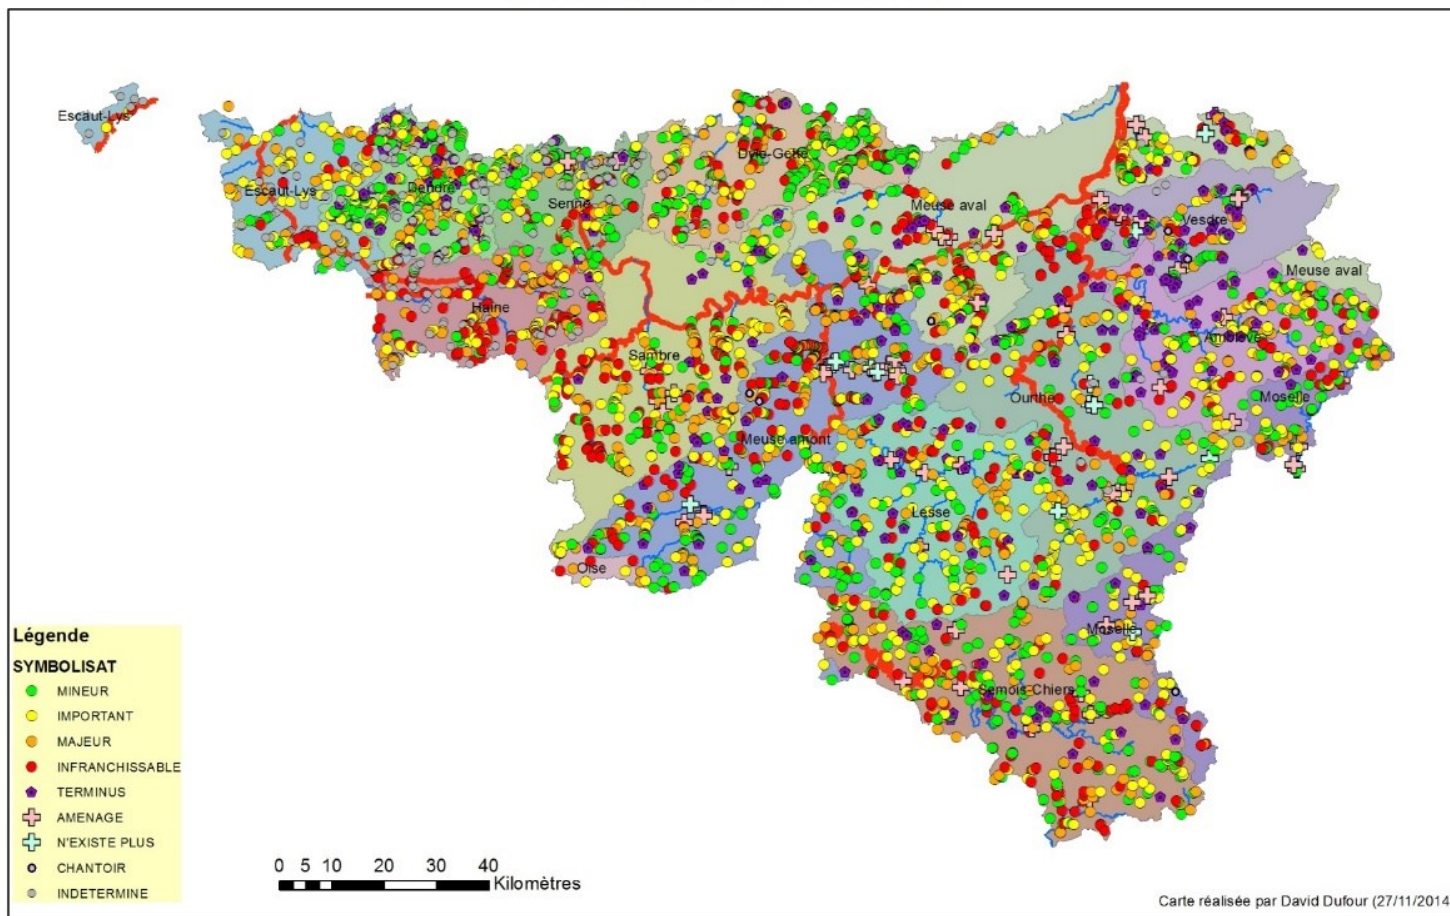 Escaut-Lys
Escaut-Lys
Dendre
Senne
Dyle-Gette
Meuse aval
Vesdre
Meuse aval
Haine
Sambre
Amblève
Ourthe
Moselle
Meuse amont
Lesse
Oise
Moselle
Semois-Chiers
Légende
SYMBOLISAT
MINEUR
IMPORTANT
MAJEUR
INFRANCHISSABLE
TERMINUS
AMENAGE
N'EXISTE PLUS
CHANTOIR
INDETERMINE
0 5 10 20 30 40
Kilomètres
Carte réalisée par David Dufour (27/11/2014)